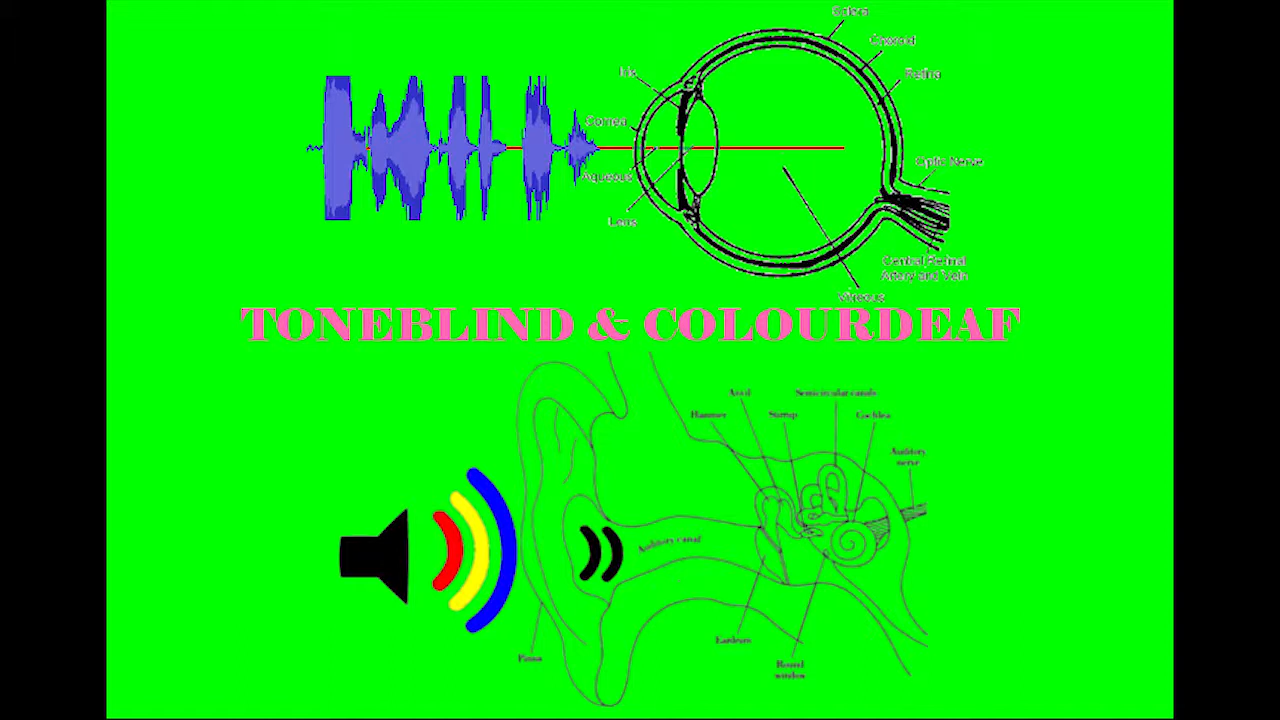 Sclera
Choroid
Iris
Retina
Cornea
Optic Nerve
Aqueous
Lens
Central Retinal
Artery and Vein
Vitreous
TONEBLIND & COLOURDEAF
Anvil
Semicircular canals
Hammer
Stirrup
Cochlea
Auditory
nerve
Auditory canal
Eardrum
Pinna
Round
window